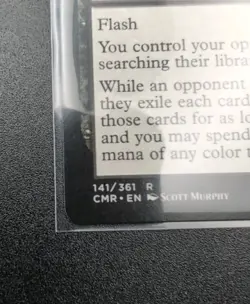 Flash
You control your op
searching their libra
While an opponent
they exile each card
those cards for as lo
and you may spend
mana of any color t
141/361 R
CMR • EN SCOTT MURPHY